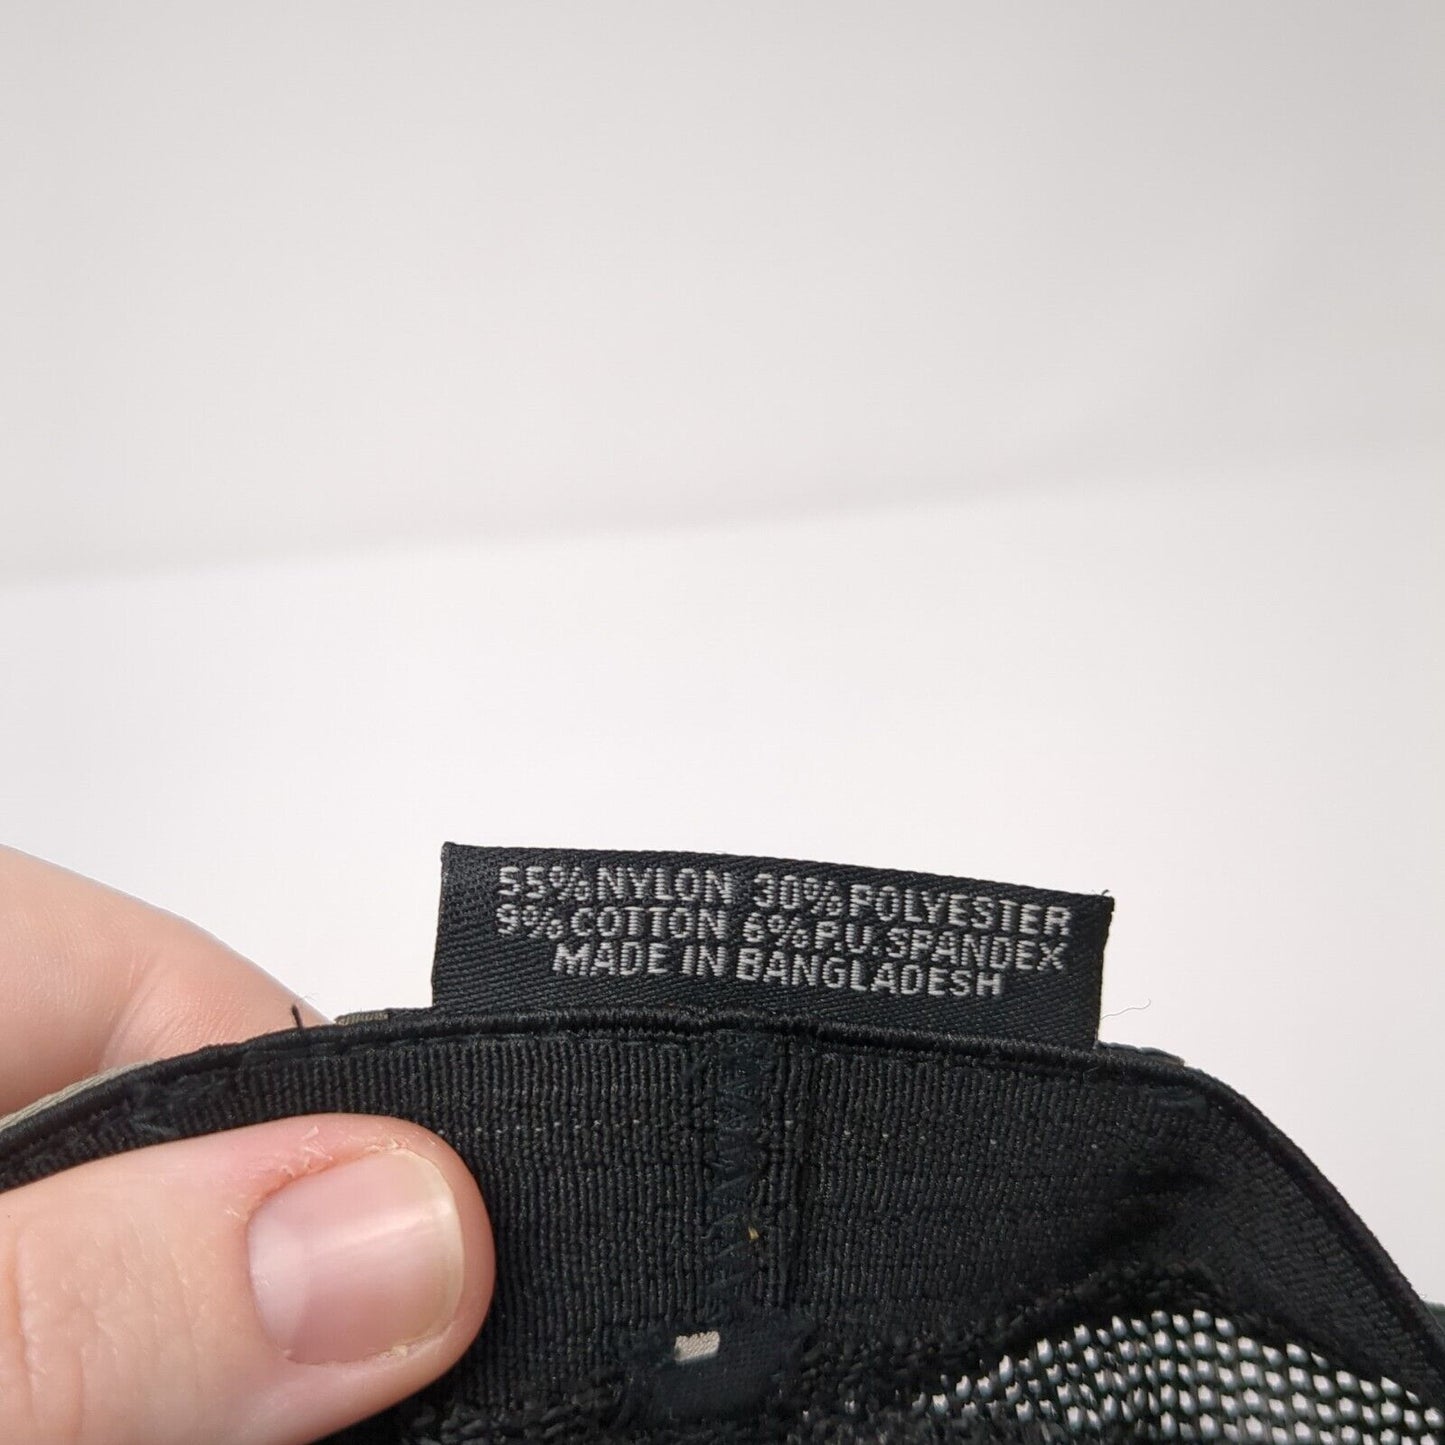 55% NYLON 30% POLYESTER
9% COTTON 6% P.U. SPANDEX
MADE IN BANGLADESH